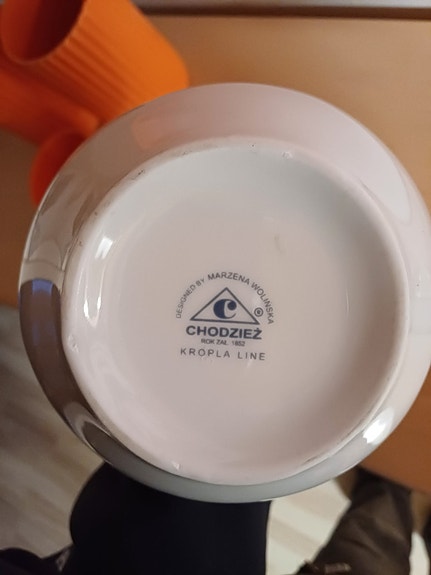 DESIGNED BY MARZENA WOLIŃSKA
C
®
CHODZIEŻ
ROK ZAŁ. 1852
KROPLA LINE